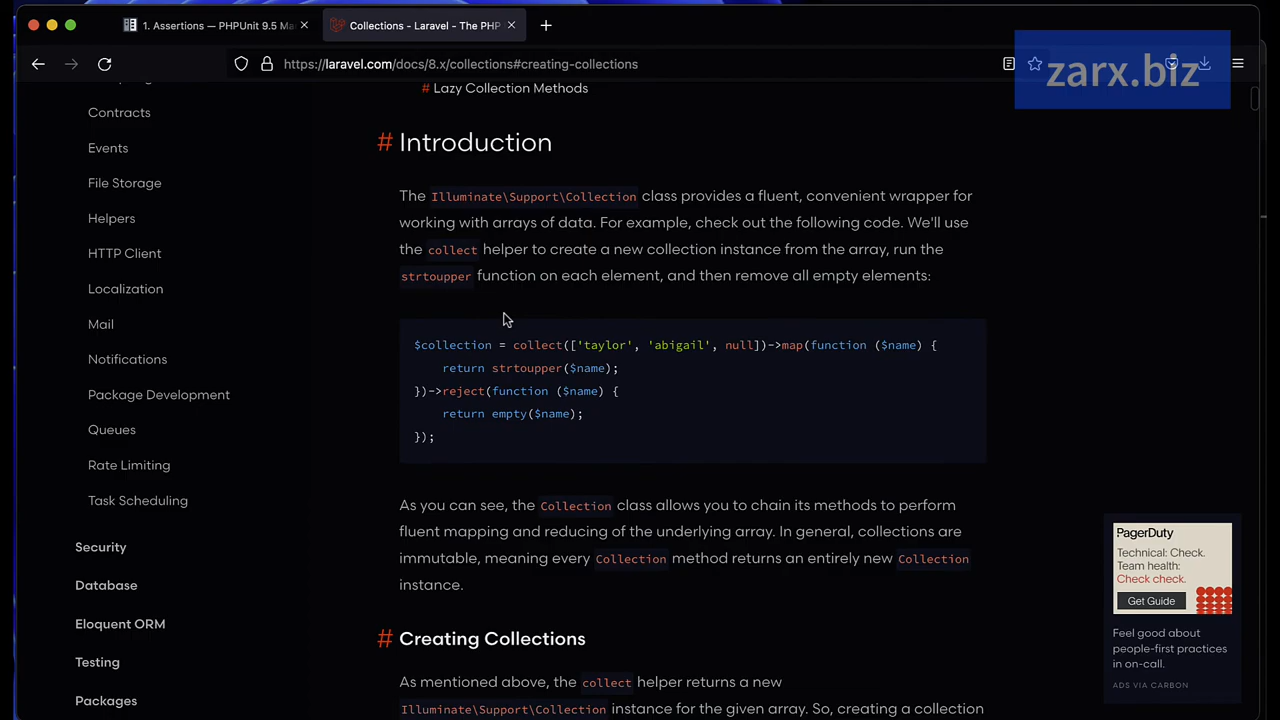 1. Assertions — PHPUnit 9.5 Ma
Collections - Laravel - The PHP
https://laravel.com/docs/8.x/collections#creating-collections
zarx.biz
Contracts
Events
File Storage
Helpers
HTTP Client
Localization
Mail
Notifications
Package Development
Queues
Rate Limiting
Task Scheduling
Security
Database
Eloquent ORM
Testing
Packages
# Lazy Collection Methods
# Introduction
The Illuminate\Support\Collection class provides a fluent, convenient wrapper for
working with arrays of data. For example, check out the following code. We'll use
the collect helper to create a new collection instance from the array, run the
strtoupper function on each element, and then remove all empty elements:
$collection = collect(['taylor', 'abigail', null])->map(function ($name) {
return strtoupper($name);
})->reject(function ($name) {
return empty($name);
});
As you can see, the Collection class allows you to chain its methods to perform
fluent mapping and reducing of the underlying array. In general, collections are
immutable, meaning every Collection method returns an entirely new Collection
instance.
# Creating Collections
As mentioned above, the collect helper returns a new
Illuminate\Support\Collection instance for the given array. So, creating a collection
PagerDuty
Technical: Check.
Team health:
Check check.
Get Guide
Feel good about
people-first practices
in on-call.
ADS VIA CARBON